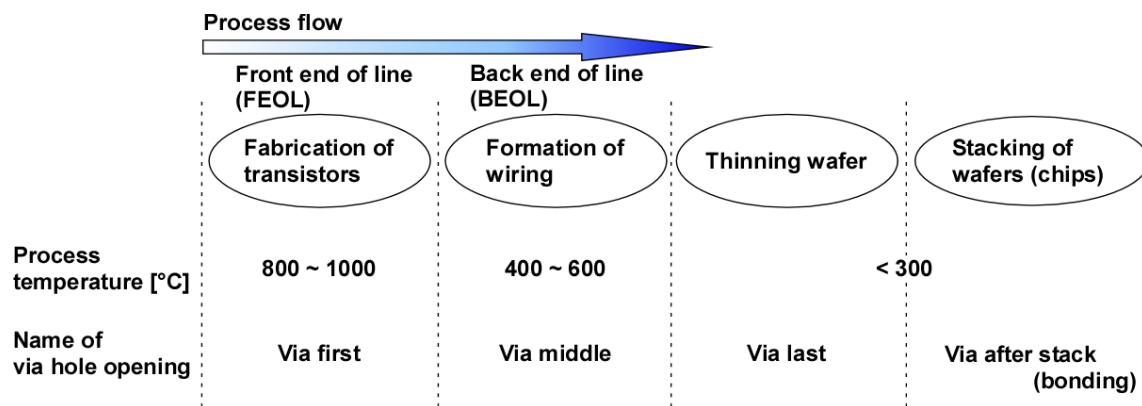 Process flow
Front end of line
(FEOL)
Back end of line
(BEOL)
Fabrication of
transistors
Formation of
wiring
Thinning wafer
Stacking of
wafers (chips)
Process
temperature [°C]
800 ~ 1000
400 ~ 600
< 300
Name of
via hole opening
Via first
Via middle
Via last
Via after stack
(bonding)